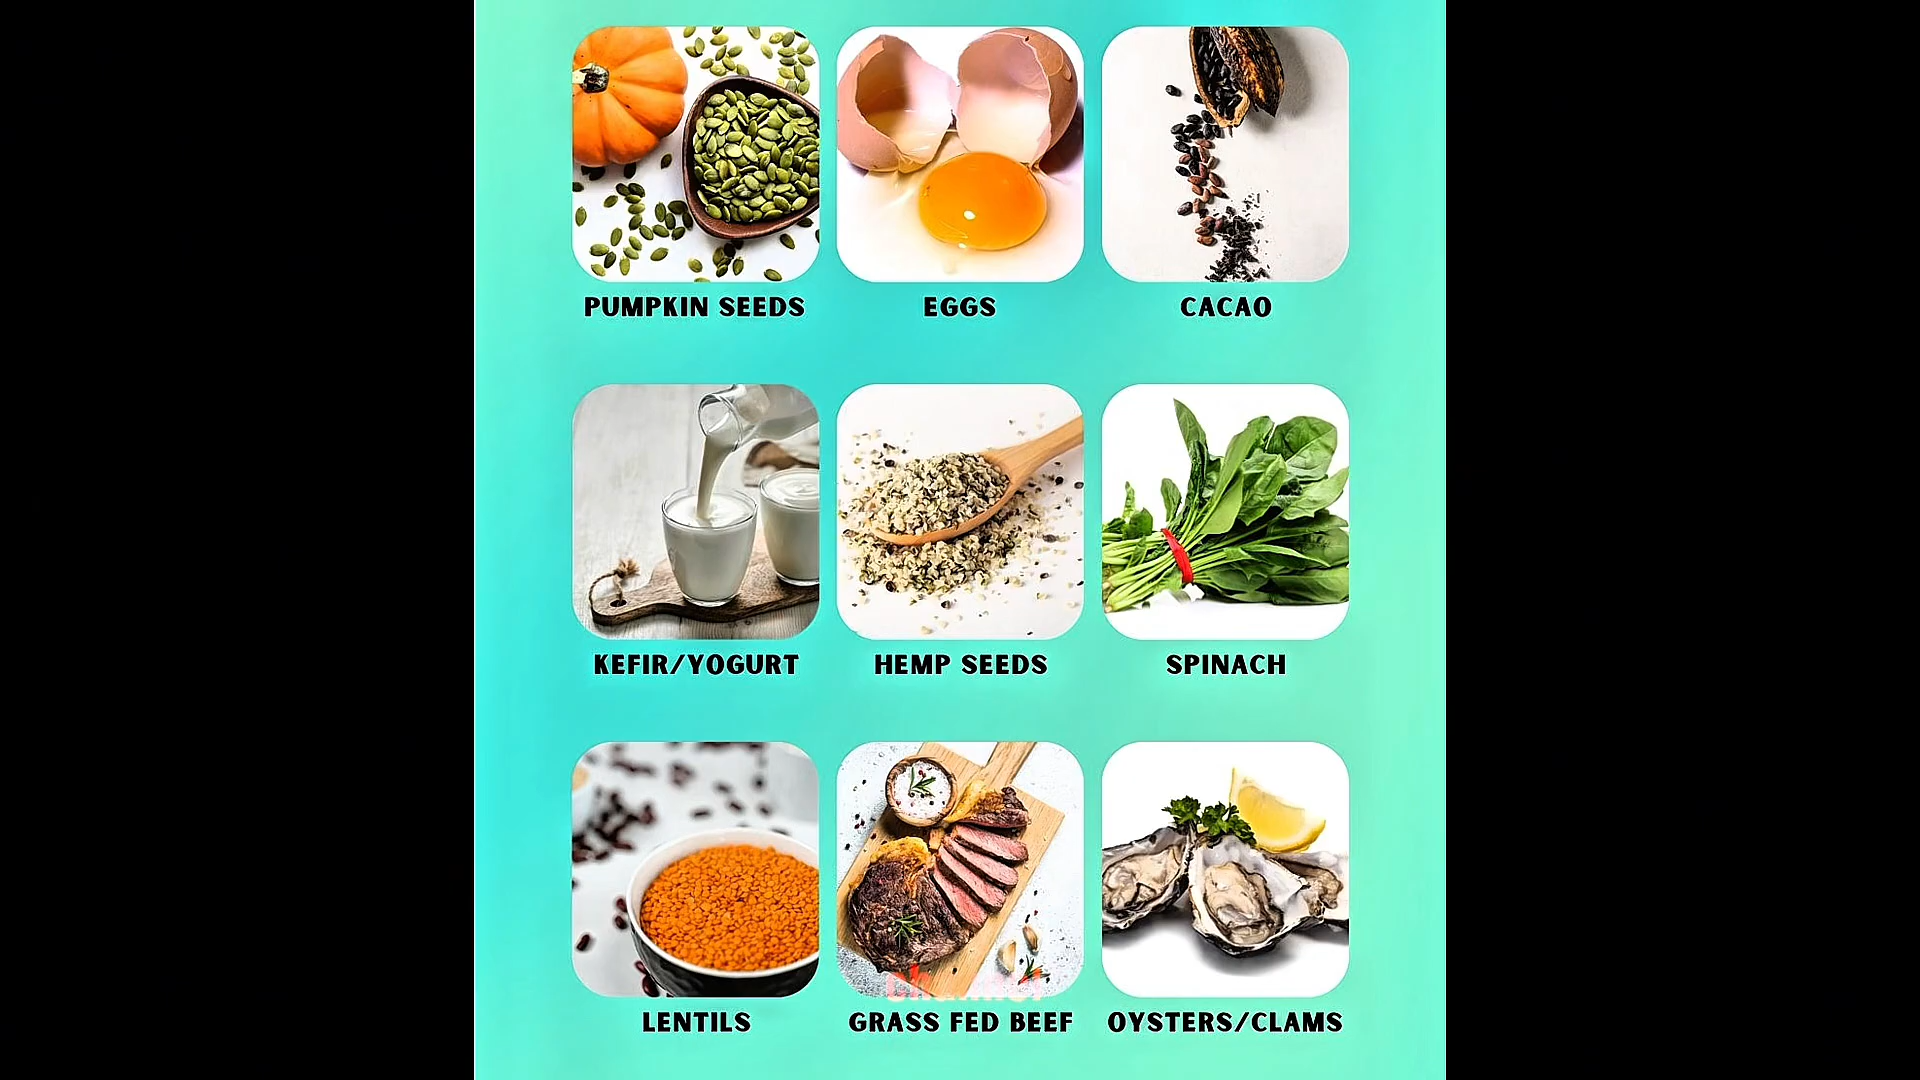 PUMPKIN SEEDS
EGGS
CACAO
KEFIR/YOGURT
HEMP SEEDS
SPINACH
LENTILS
GRASS FED BEEF
OYSTERS/CLAMS